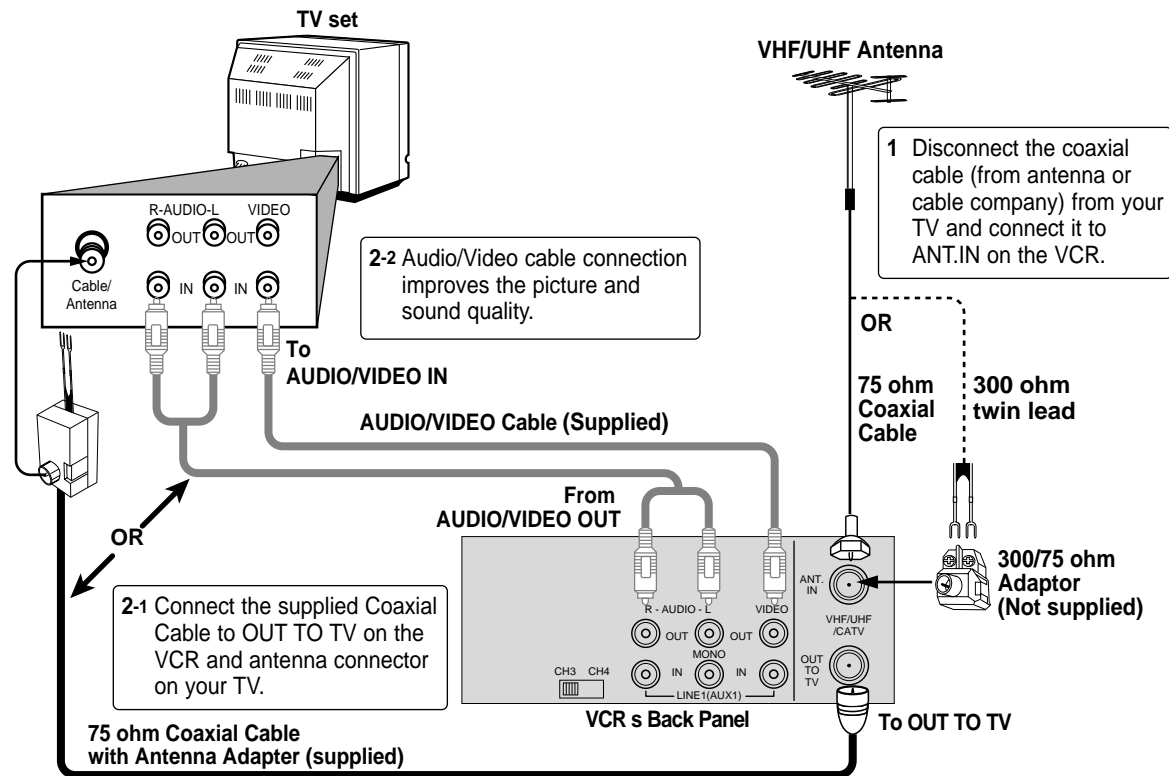 TV set
VHF/UHF Antenna
1 Disconnect the coaxial
cable (from antenna or
cable company) from your
TV and connect it to
ANT.IN on the VCR.
R-AUDIO-L VIDEO
OUT OUT
IN IN
Cable/
Antenna
2-2 Audio/Video cable connection
improves the picture and
sound quality.
To
AUDIO/VIDEO IN
OR
75 ohm
Coaxial
Cable
300 ohm
twin lead
AUDIO/VIDEO Cable (Supplied)
From
AUDIO/VIDEO OUT
OR
300/75 ohm
Adaptor
(Not supplied)
2-1 Connect the supplied Coaxial
Cable to OUT TO TV on the
VCR and antenna connector
on your TV.
R - AUDIO - L VIDEO
OUT OUT
MONO
IN IN
CH3 CH4
LINE1(AUX1)
ANT.
IN
VHF/UHF
/CATV
OUT
TO
TV
VCR s Back Panel
To OUT TO TV
75 ohm Coaxial Cable
with Antenna Adapter (supplied)